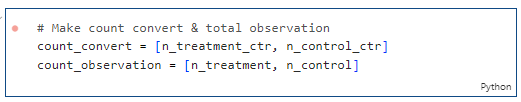 # Make count convert & total observation
count_convert = [n_treatment_ctr, n_control_ctr]
count_observation = [n_treatment, n_control]
Python